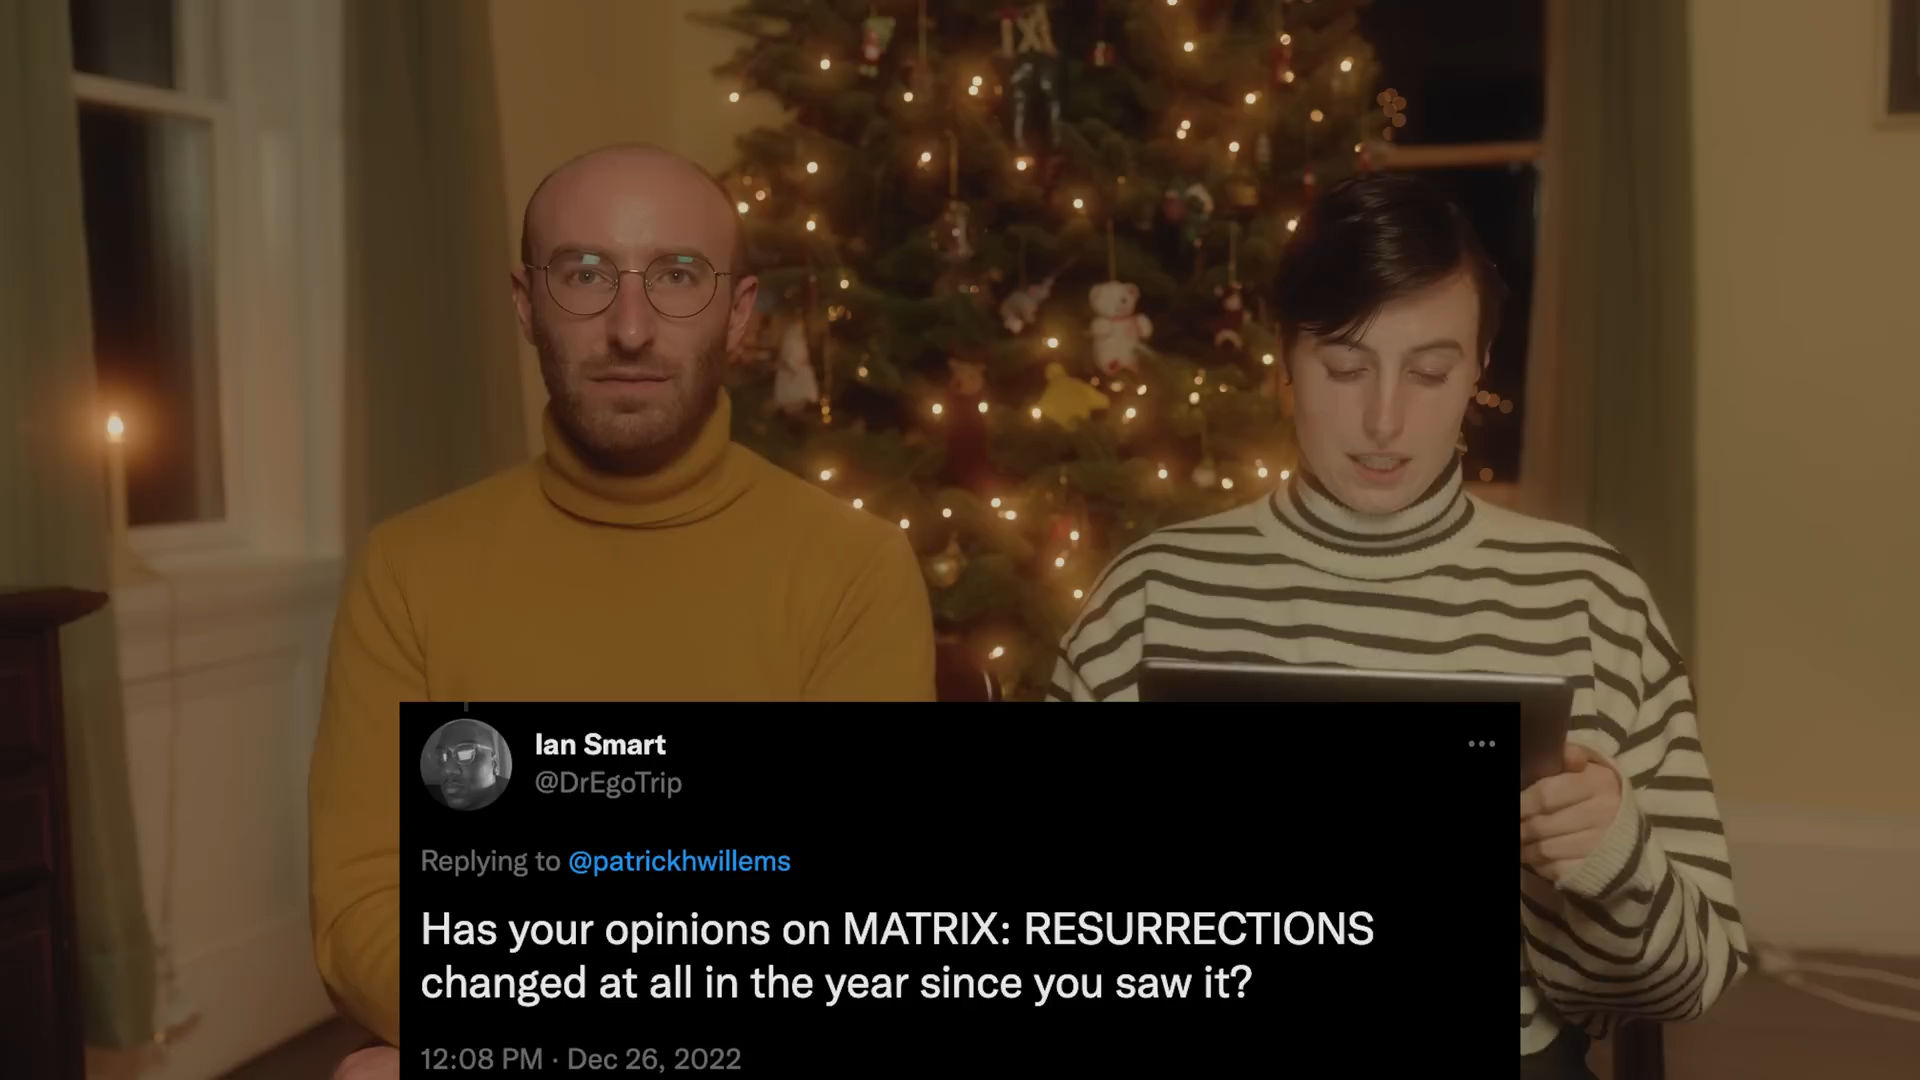 Ian Smart
@DrEgoTrip
Replying to @patrickhwillems
Has your opinions on MATRIX: RESURRECTIONS
changed at all in the year since you saw it?
12:08 PM · Dec 26, 2022